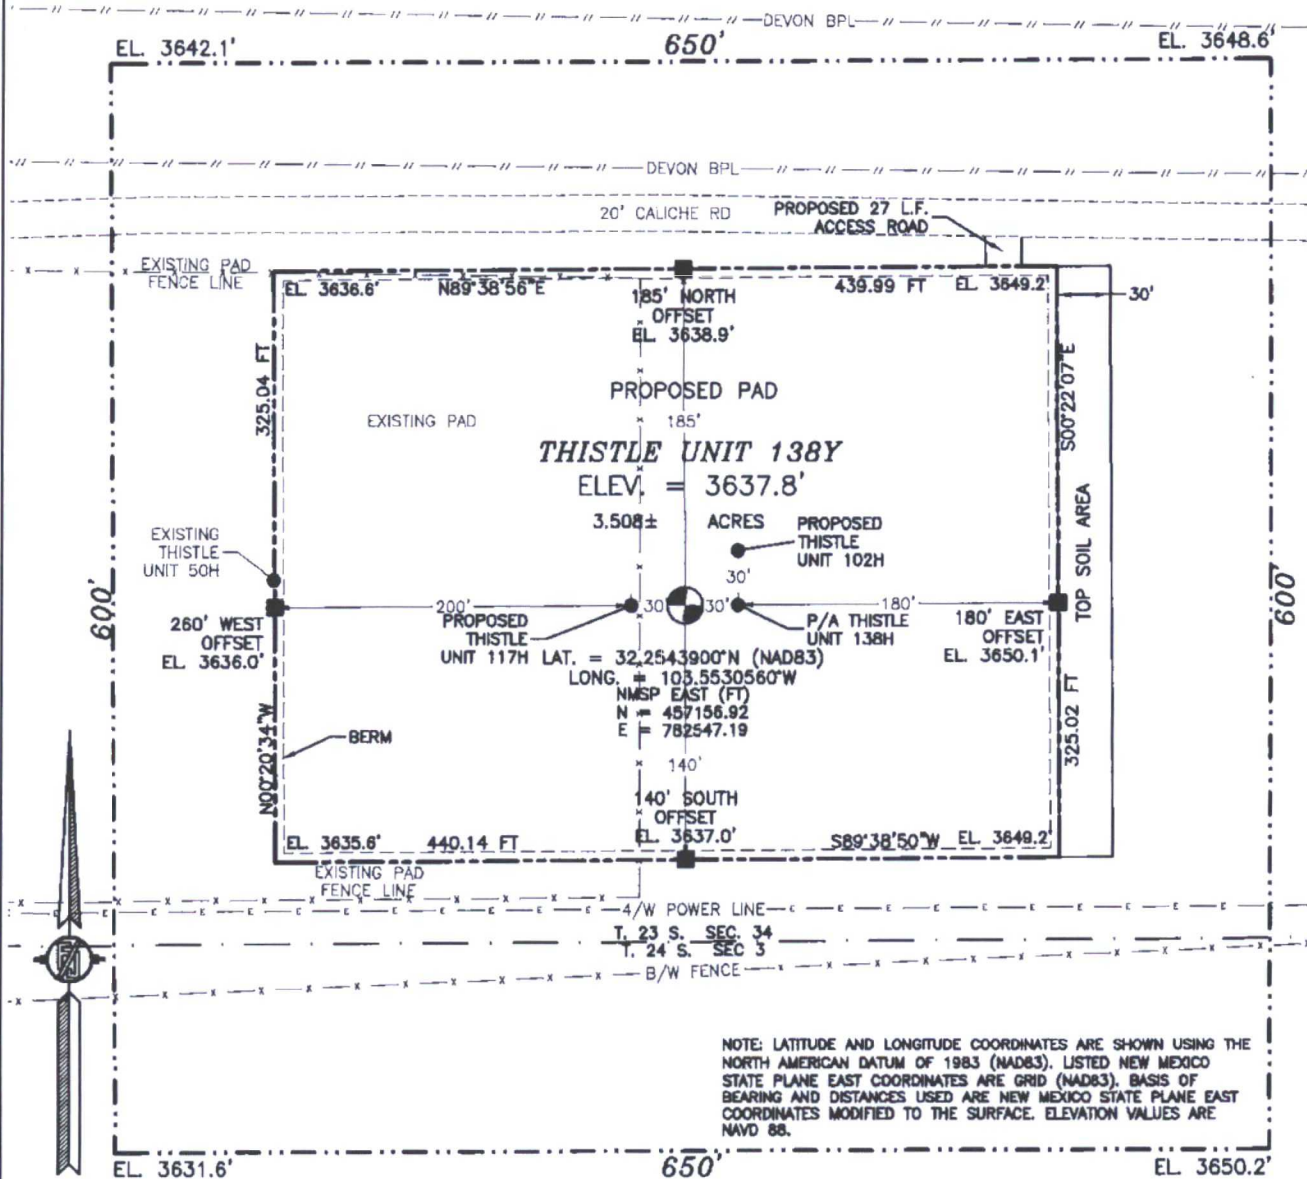 DEVON BPL
EL. 3642.1'
650'
EL. 3648.6'
DEVON BPL
20' CALICHE RD
PROPOSED 27 L.F.
ACCESS ROAD
EXISTING PAD
FENCE LINE
EL. 3636.6'
N89°38'56"E
185' NORTH
OFFSET
EL. 3638.9'
439.99 FT
EL. 3649.2'
30'
325.04 FT
S00°22'07"E
PROPOSED PAD
EXISTING PAD
185'
THISTLE UNIT 138Y
ELEV. = 3637.8'
3.508± ACRES
PROPOSED
THISTLE
UNIT 102H
EXISTING
THISTLE
UNIT 50H
30'
TOP SOIL AREA
600'
600'
260' WEST
OFFSET
EL. 3636.0'
200'
30'
30'
180'
PROPOSED
THISTLE
UNIT 117H
P/A THISTLE
UNIT 138H
180' EAST
OFFSET
EL. 3650.1'
LAT. = 32.2543900°N (NAD83)
LONG. = 103.5530560°W
NMSP EAST (FT)
N = 457156.92
E = 782547.19
N00°20'34"W
BERM
325.02 FT
140'
140' SOUTH
OFFSET
EL. 3637.0'
EL. 3635.6'
440.14 FT
S89°38'50"W
EL. 3649.2'
EXISTING PAD
FENCE LINE
4/W POWER LINE
T. 23 S. SEC. 34
T. 24 S. SEC 3
B/W FENCE
NOTE: LATITUDE AND LONGITUDE COORDINATES ARE SHOWN USING THE
NORTH AMERICAN DATUM OF 1983 (NAD83). LISTED NEW MEXICO
STATE PLANE EAST COORDINATES ARE GRID (NAD83). BASIS OF
BEARING AND DISTANCES USED ARE NEW MEXICO STATE PLANE EAST
COORDINATES MODIFIED TO THE SURFACE. ELEVATION VALUES ARE
NAVD 88.
EL. 3631.6'
650'
EL. 3650.2'